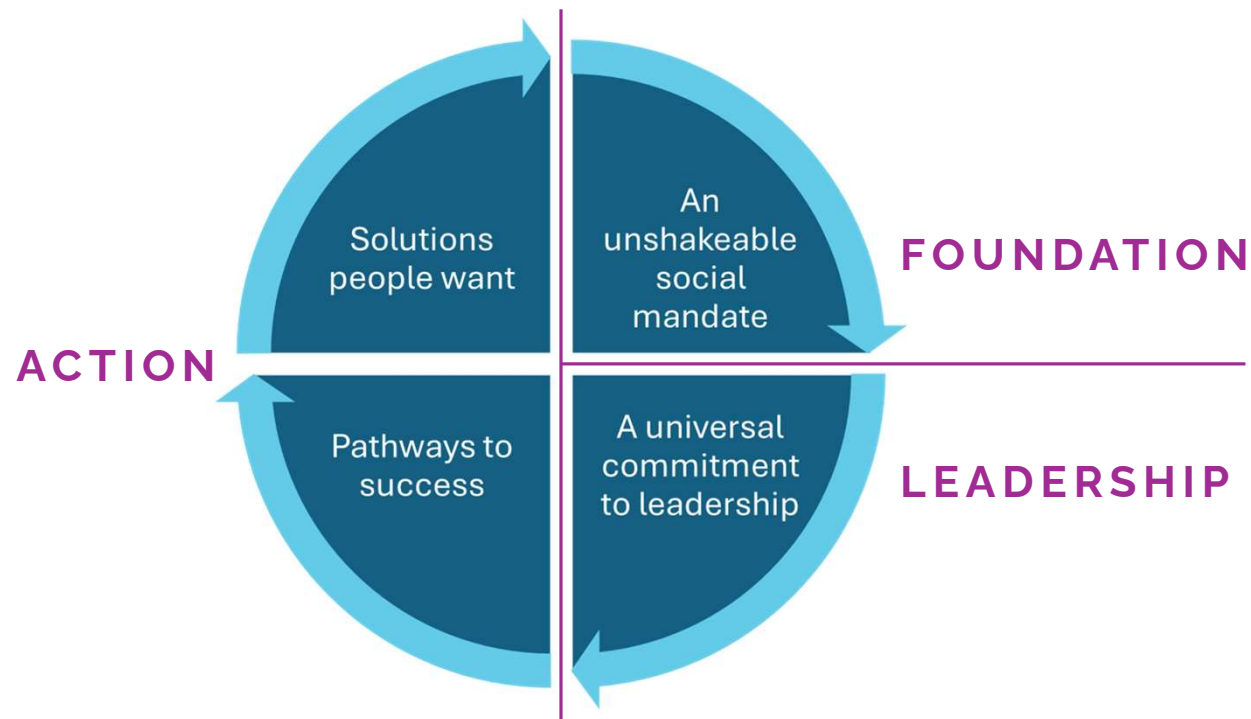 Solutions
people want
An
unshakeable
social
mandate
FOUNDATION
ACTION
Pathways to
success
A universal
commitment
to leadership
LEADERSHIP